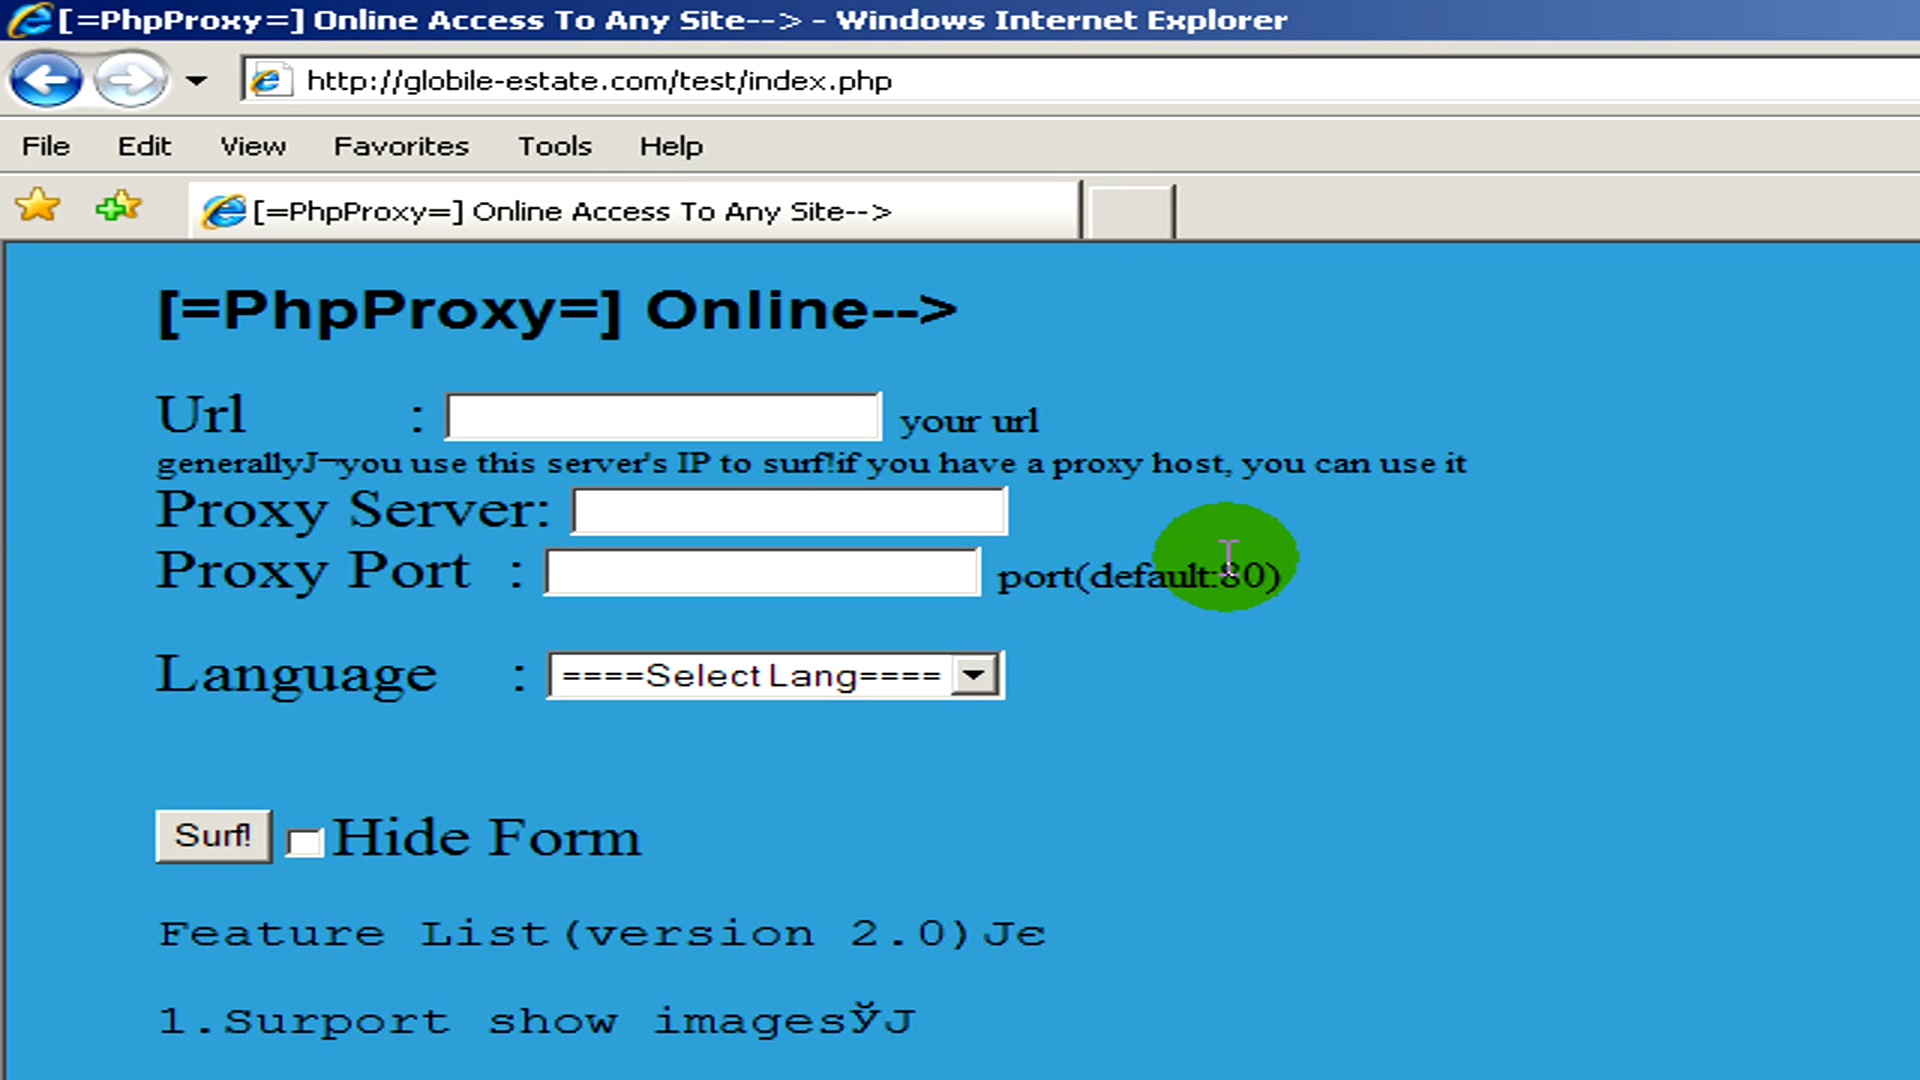 [=PhpProxy=] Online Access To Any Site--> - Windows Internet Explorer
http://globile-estate.com/test/index.php
File Edit View Favorites Tools Help
[=PhpProxy=] Online Access To Any Site-->
[=PhpProxy=] Online-->
Url : your url
generallyЈ¬you use this server's IP to surf!if you have a proxy host, you can use it
Proxy Server:
Proxy Port : port(default:80)
Language : ====Select Lang====
Surf! Hide Form
Feature List(version 2.0)Јє
1.Surport show imagesЎЈ